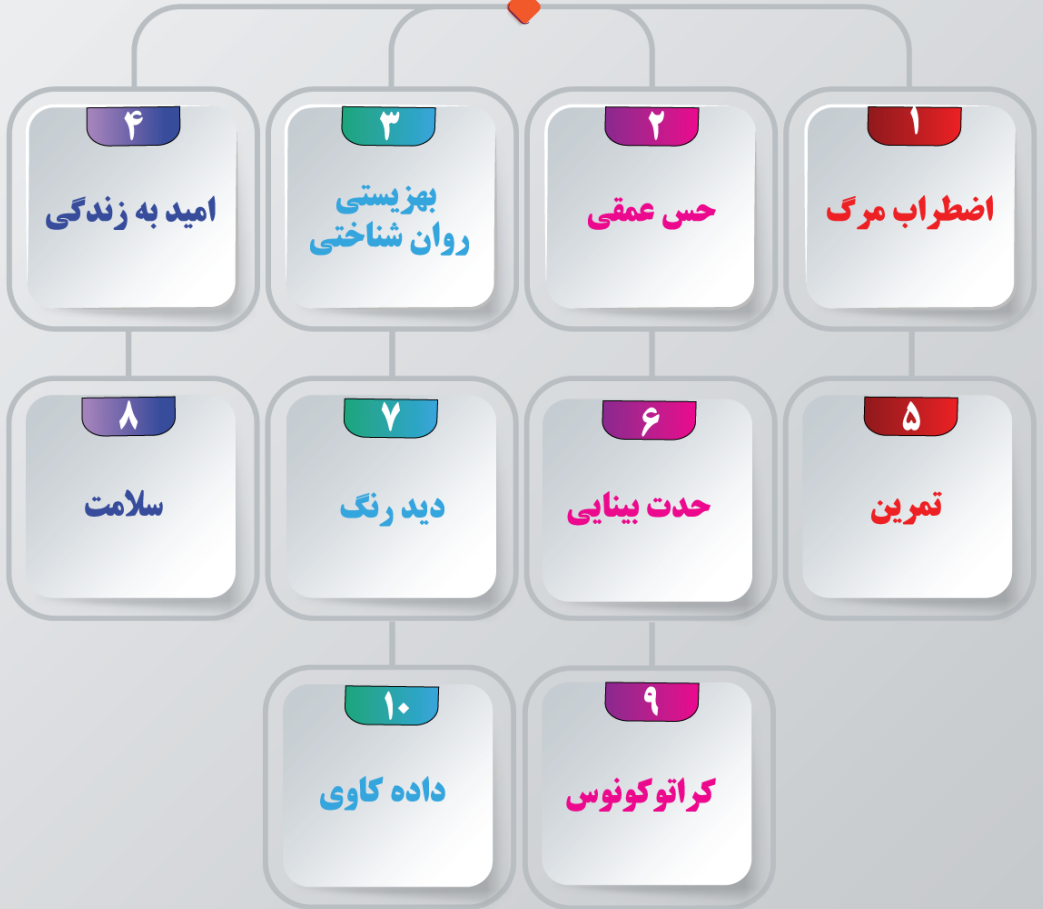 ۱
اضطراب مرگ
۲
حس عمقی
۳
بهزیستی
روان شناختی
۴
امید به زندگی
۵
تمرین
۶
حدت بینایی
۷
دید رنگ
۸
سلامت
۹
کراتوکونوس
۱۰
داده کاوی